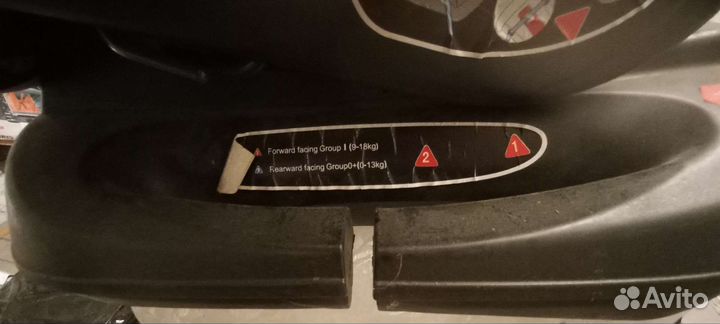 Forward facing Group I (9-18kg)
Rearward facing Group0+(0-13kg)
2
1
Avito